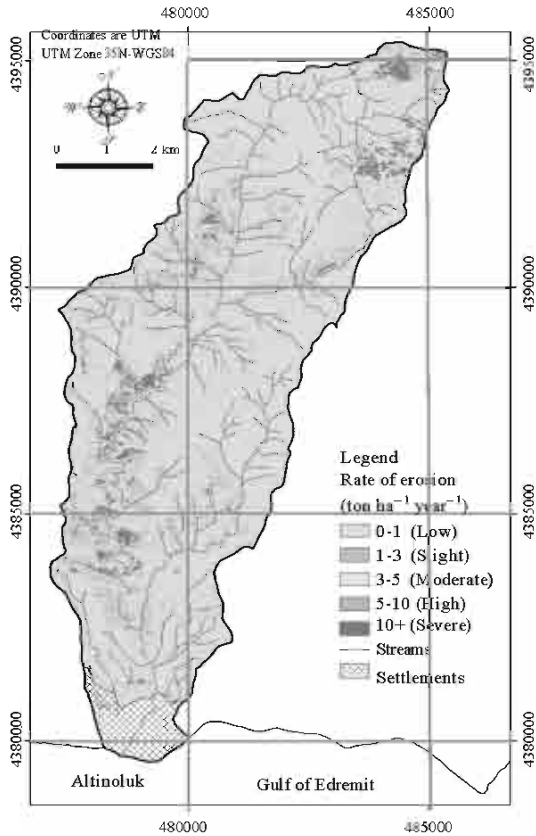 480000 485000
Coordinates are UTM
UTM Zone 35N-WGS84
0 1 2 km
4395000 4395000
4390000 4390000
4385000 4385000
4380000 4380000
Legend
Rate of erosion
(ton ha⁻¹ year⁻¹)
0-1 (Low)
1-3 (Slight)
3-5 (Moderate)
5-10 (High)
10+ (Severe)
Streams
Settlements
Altinoluk Gulf of Edremit
480000 485000